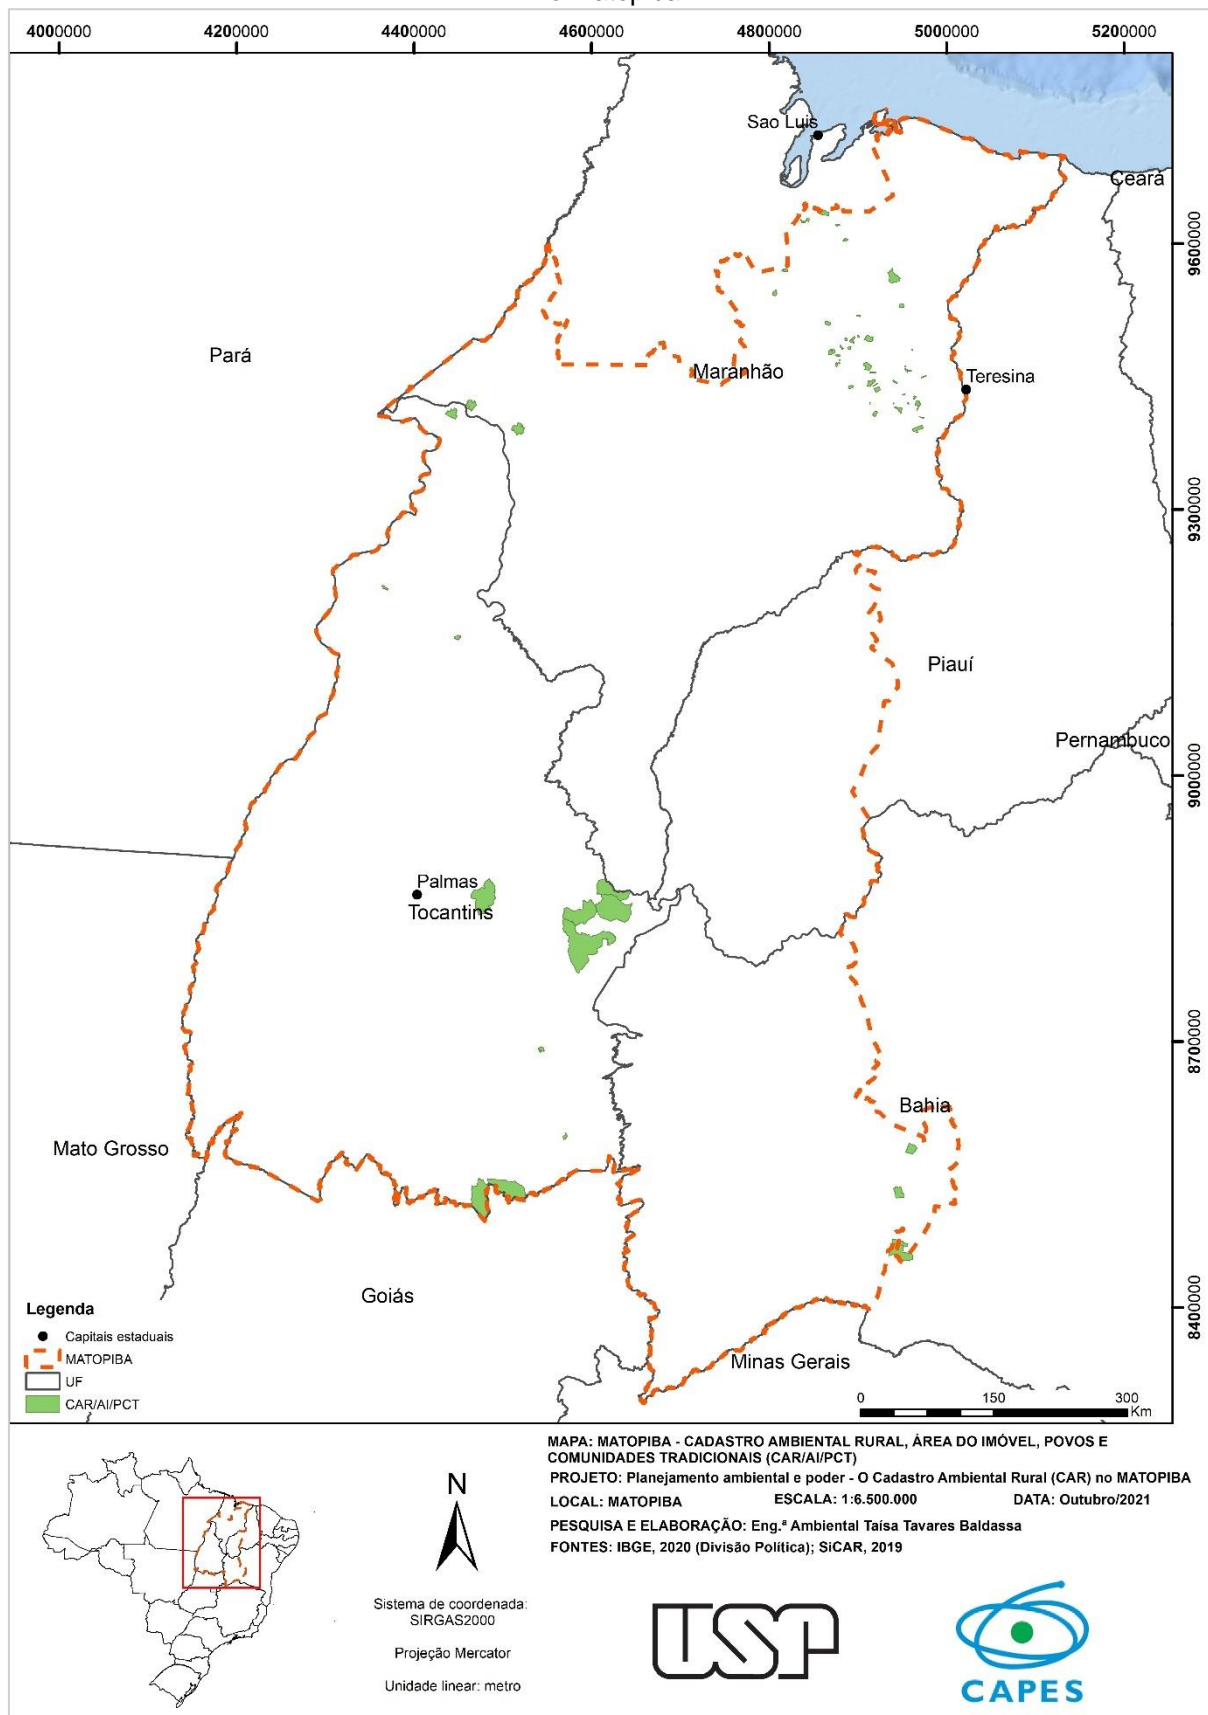 4000000 4200000 4400000 4600000 4800000 5000000 5200000
Sao Luis
Ceará
9600000
Pará
Maranhão
Teresina
9300000
Piauí
Pernambuco
9000000
Palmas
Tocantins
8700000
Bahia
Mato Grosso
Goiás
8400000
Minas Gerais
Legenda
Capitais estaduais
MATOPIBA
UF
CAR/AI/PCT
0 150 300
Km
MAPA: MATOPIBA - CADASTRO AMBIENTAL RURAL, ÁREA DO IMÓVEL, POVOS E
COMUNIDADES TRADICIONAIS (CAR/AI/PCT)
PROJETO: Planejamento ambiental e poder - O Cadastro Ambiental Rural (CAR) no MATOPIBA
LOCAL: MATOPIBA ESCALA: 1:6.500.000 DATA: Outubro/2021
PESQUISA E ELABORAÇÃO: Eng.ª Ambiental Taísa Tavares Baldassa
FONTES: IBGE, 2020 (Divisão Política); SiCAR, 2019
N
Sistema de coordenada:
SIRGAS2000
Projeção Mercator
Unidade linear: metro
USP
CAPES